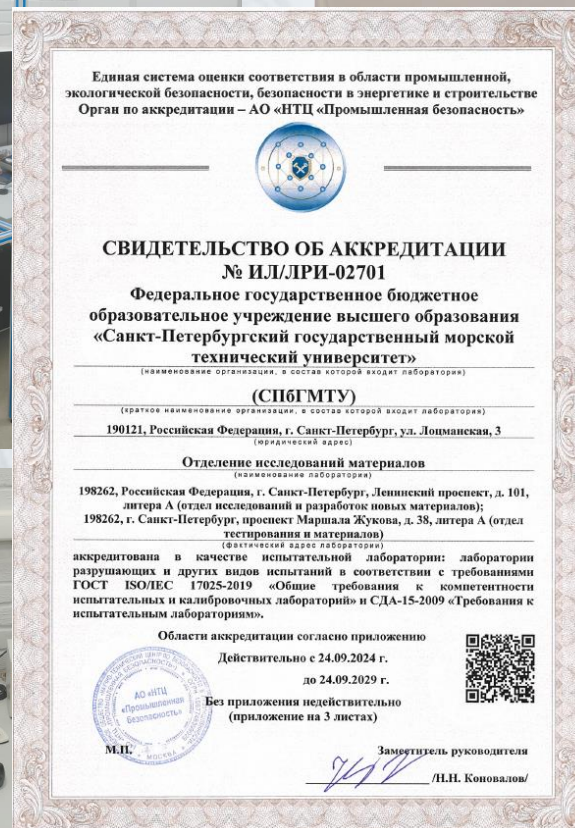 Единая система оценки соответствия в области промышленной,
экологической безопасности, безопасности в энергетике и строительстве
Орган по аккредитации – АО «НТЦ «Промышленная безопасность»
СВИДЕТЕЛЬСТВО ОБ АККРЕДИТАЦИИ
№ ИЛ/ЛРИ-02701
Федеральное государственное бюджетное
образовательное учреждение высшего образования
«Санкт-Петербургский государственный морской
технический университет»
(наименование организации, в состав которой входит лаборатория)
(СПбГМТУ)
(краткое наименование организации, в состав которой входит лаборатория)
190121, Российская Федерация, г. Санкт-Петербург, ул. Лоцманская, 3
(юридический адрес)
Отделение исследований материалов
(наименование лаборатории)
198262, Российская Федерация, г. Санкт-Петербург, Ленинский проспект, д. 101,
литера А (отдел исследований и разработок новых материалов);
198262, г. Санкт-Петербург, проспект Маршала Жукова, д. 38, литера А (отдел
тестирования и материалов)
(фактический адрес лаборатории)
аккредитована в качестве испытательной лаборатории: лаборатории
разрушающих и других видов испытаний в соответствии с требованиями
ГОСТ ISO/IEC 17025-2019 «Общие требования к компетентности
испытательных и калибровочных лабораторий» и СДА-15-2009 «Требования к
испытательным лабораториям».
Области аккредитации согласно приложению
Действительно с 24.09.2024 г.
до 24.09.2029 г.
Без приложения недействительно
(приложение на 3 листах)
АО «НТЦ
«Промышленная
Безопасность»
МОСКВА
М.П.
Заместитель руководителя
/Н.Н. Коновалов/